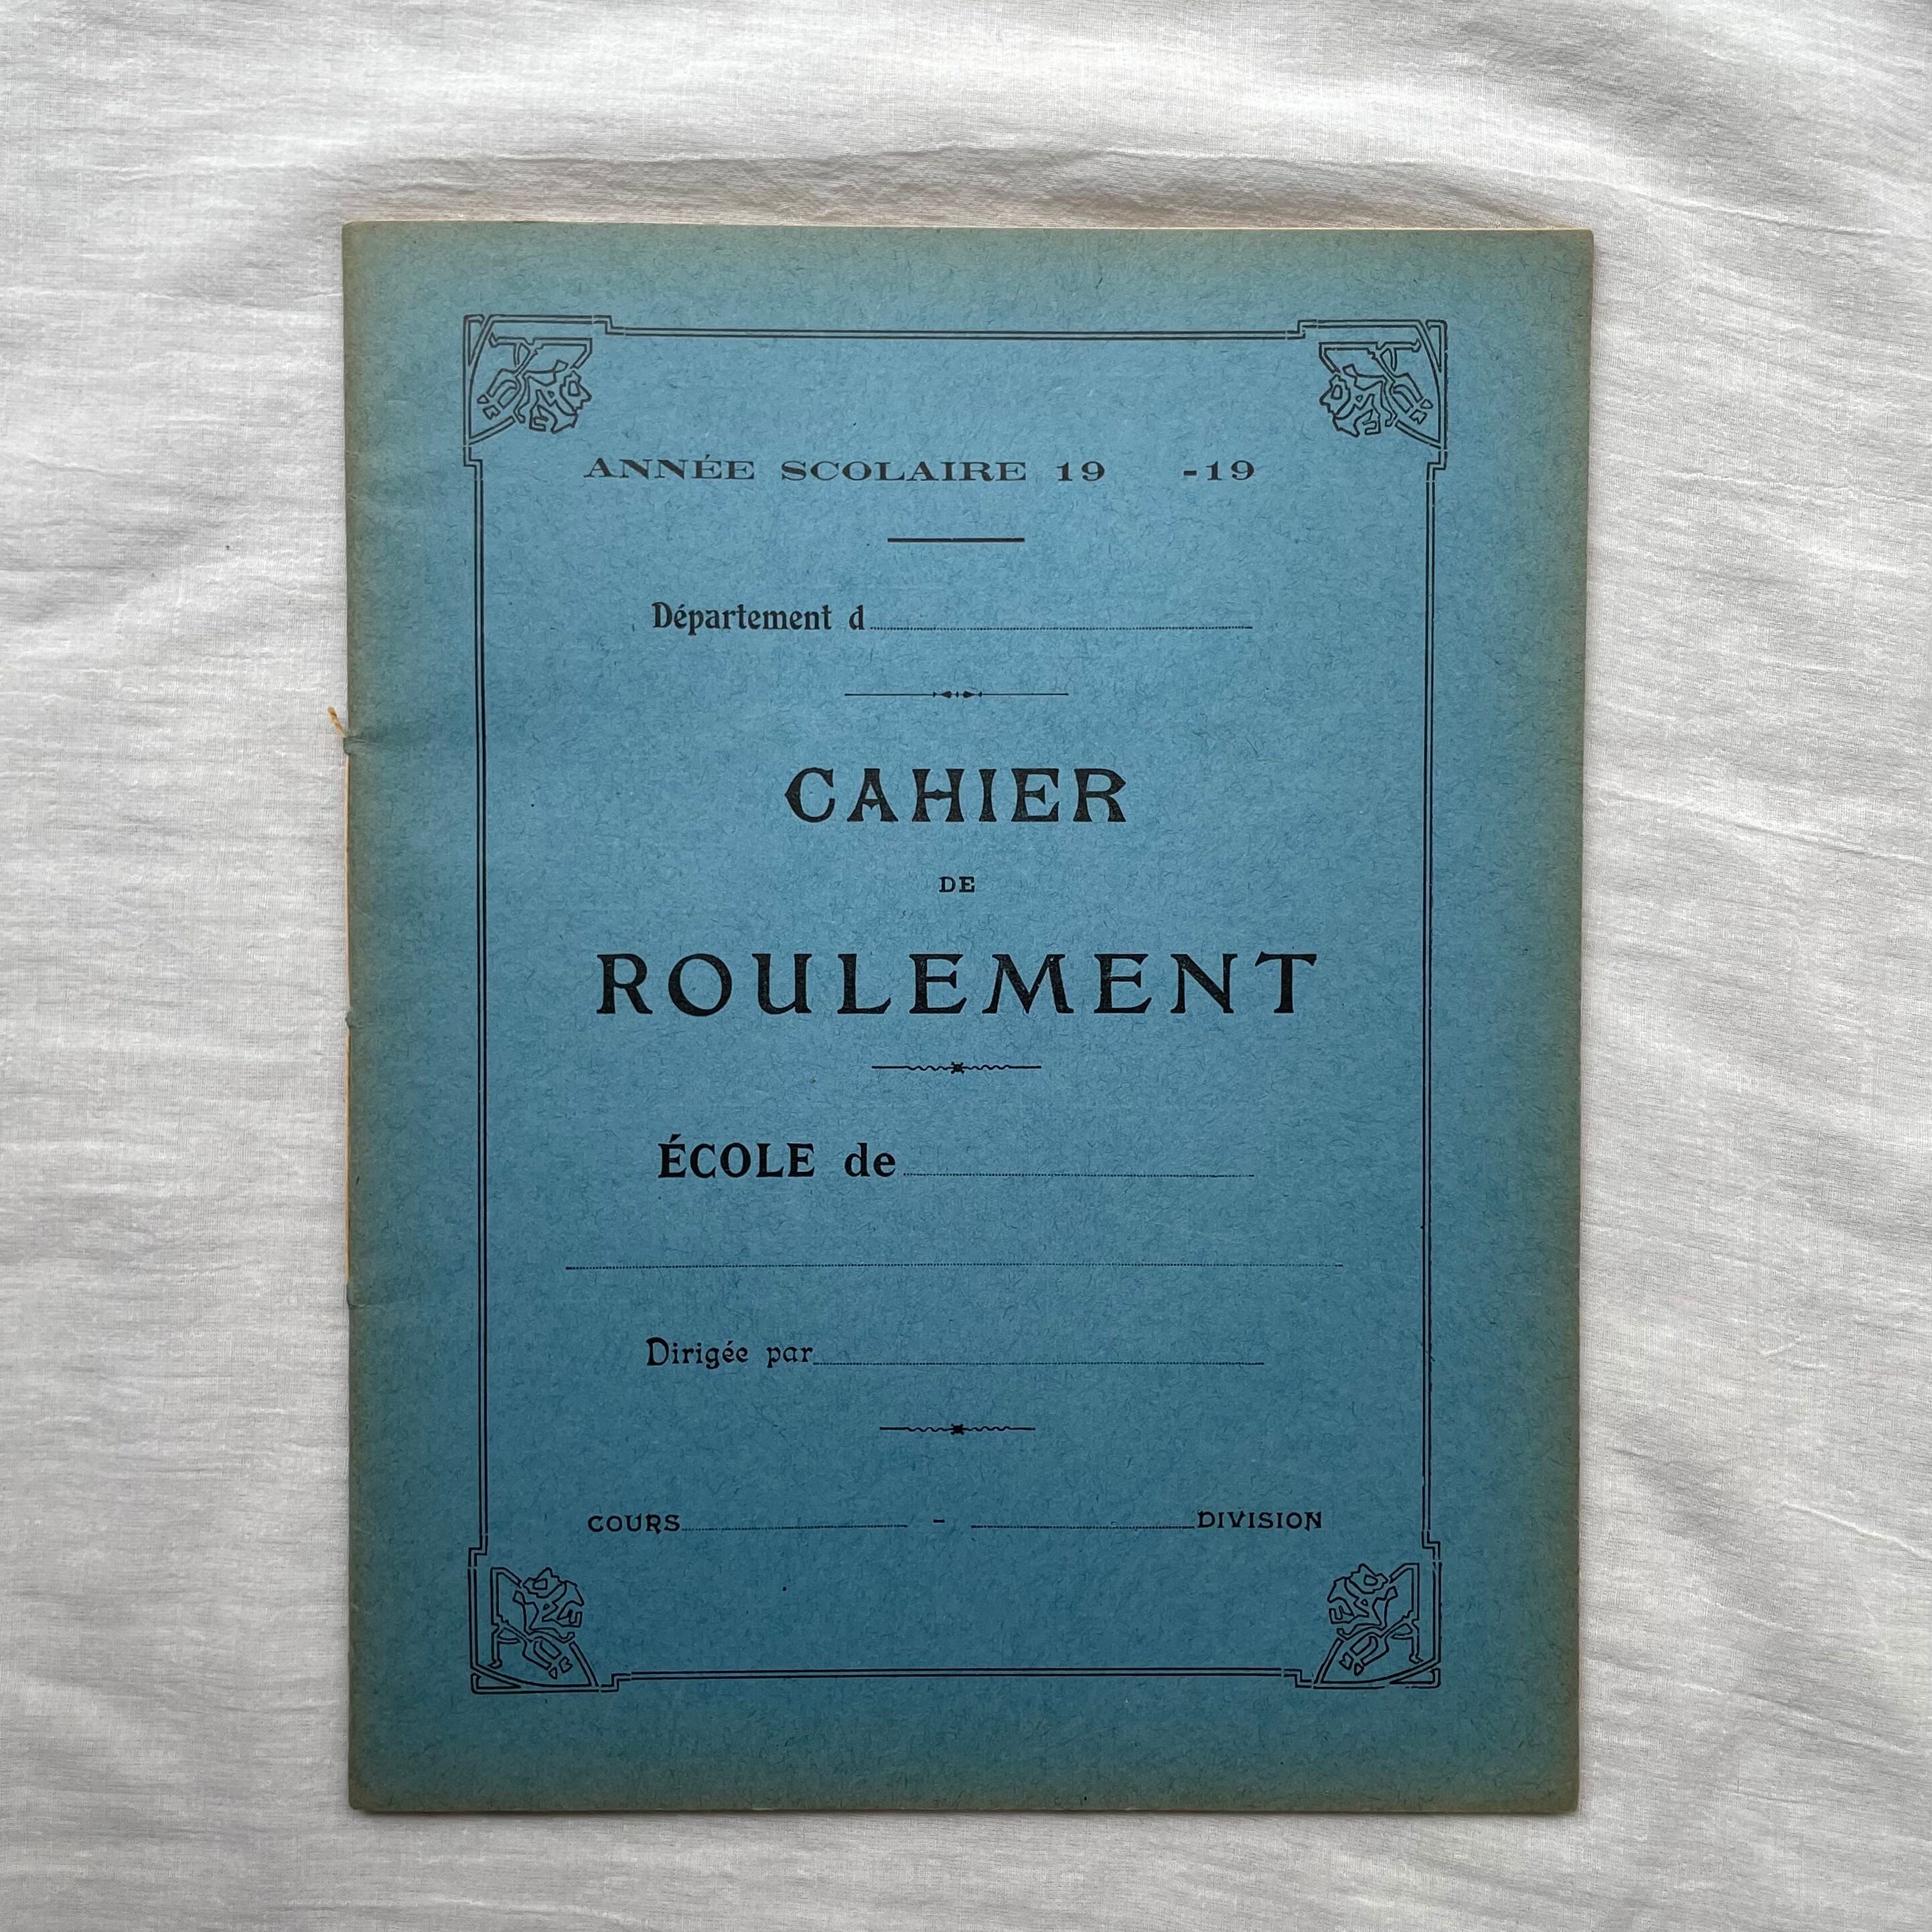 ANNÉE SCOLAIRE 19 -19
Département d
CAHIER
DE
ROULEMENT
ÉCOLE de
Dirigée par
COURS - DIVISION